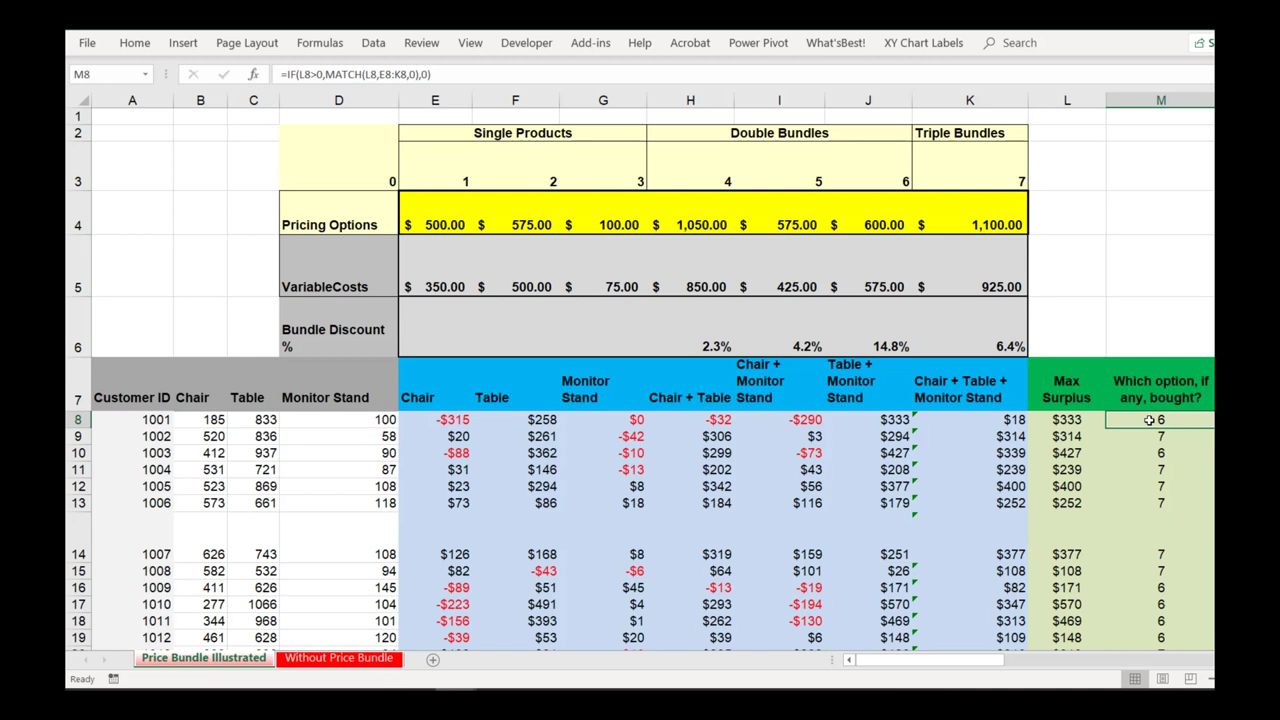 File Home Insert Page Layout Formulas Data Review View Developer Add-ins Help Acrobat Power Pivot What'sBest! XY Chart Labels Search S
M8 fx =IF(L8>0,MATCH(L8,E8:K8,0),0)
A B C D E F G H I J K L M
1
2 Single Products Double Bundles Triple Bundles
3 0 1 2 3 4 5 6 7
4 Pricing Options $ 500.00 $ 575.00 $ 100.00 $ 1,050.00 $ 575.00 $ 600.00 $ 1,100.00
5 VariableCosts $ 350.00 $ 500.00 $ 75.00 $ 850.00 $ 425.00 $ 575.00 925.00
Bundle Discount
6 % 2.3% 4.2% 14.8% 6.4%
Chair + Table +
Monitor Monitor Monitor Chair + Table + Max Which option, if
7 Customer ID Chair Table Monitor Stand Chair Table Stand Chair + Table Stand Stand Monitor Stand Surplus any, bought?
8 1001 185 833 100 -$315 $258 $0 -$32 -$290 $333 $18 $333 6
9 1002 520 836 58 $20 $261 -$42 $306 $3 $294 $314 $314 7
10 1003 412 937 90 -$88 $362 -$10 $299 -$73 $427 $339 $427 6
11 1004 531 721 87 $31 $146 -$13 $202 $43 $208 $239 $239 7
12 1005 523 869 108 $23 $294 $8 $342 $56 $377 $400 $400 7
13 1006 573 661 118 $73 $86 $18 $184 $116 $179 $252 $252 7
14 1007 626 743 108 $126 $168 $8 $319 $159 $251 $377 $377 7
15 1008 582 532 94 $82 -$43 -$6 $64 $101 $26 $108 $108 7
16 1009 411 626 145 -$89 $51 $45 -$13 -$19 $171 $82 $171 6
17 1010 277 1066 104 -$223 $491 $4 $293 -$194 $570 $347 $570 6
18 1011 344 968 101 -$156 $393 $1 $262 -$130 $469 $313 $469 6
19 1012 461 628 120 -$39 $53 $20 $39 $6 $148 $109 $148 6
Price Bundle Illustrated Without Price Bundle
Ready